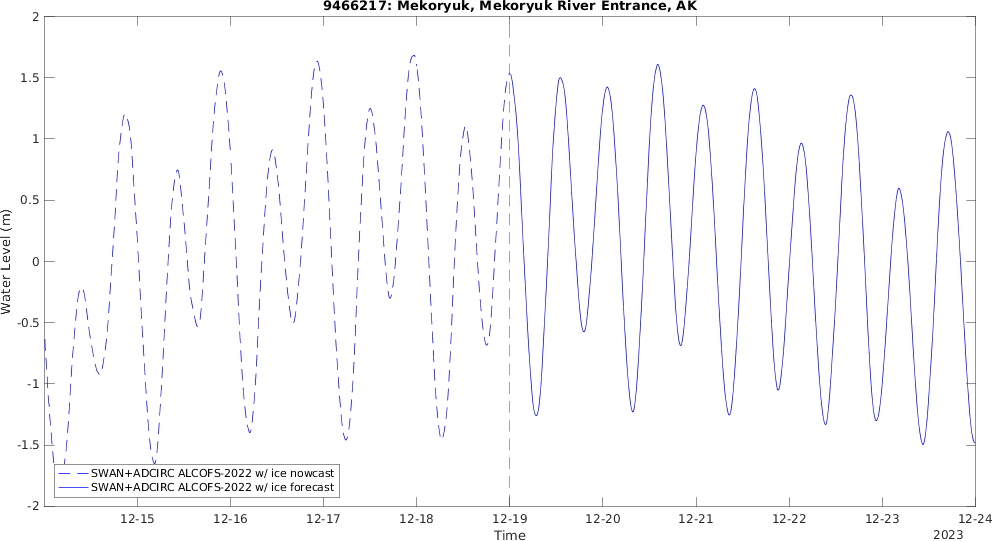 9466217: Mekoryuk, Mekoryuk River Entrance, AK
2
1.5
1
0.5
0
-0.5
-1
-1.5
-2
Water Level (m)
SWAN+ADCIRC ALCOFS-2022 w/ ice nowcast
SWAN+ADCIRC ALCOFS-2022 w/ ice forecast
12-15 12-16 12-17 12-18 12-19 12-20 12-21 12-22 12-23 12-24
Time
2023